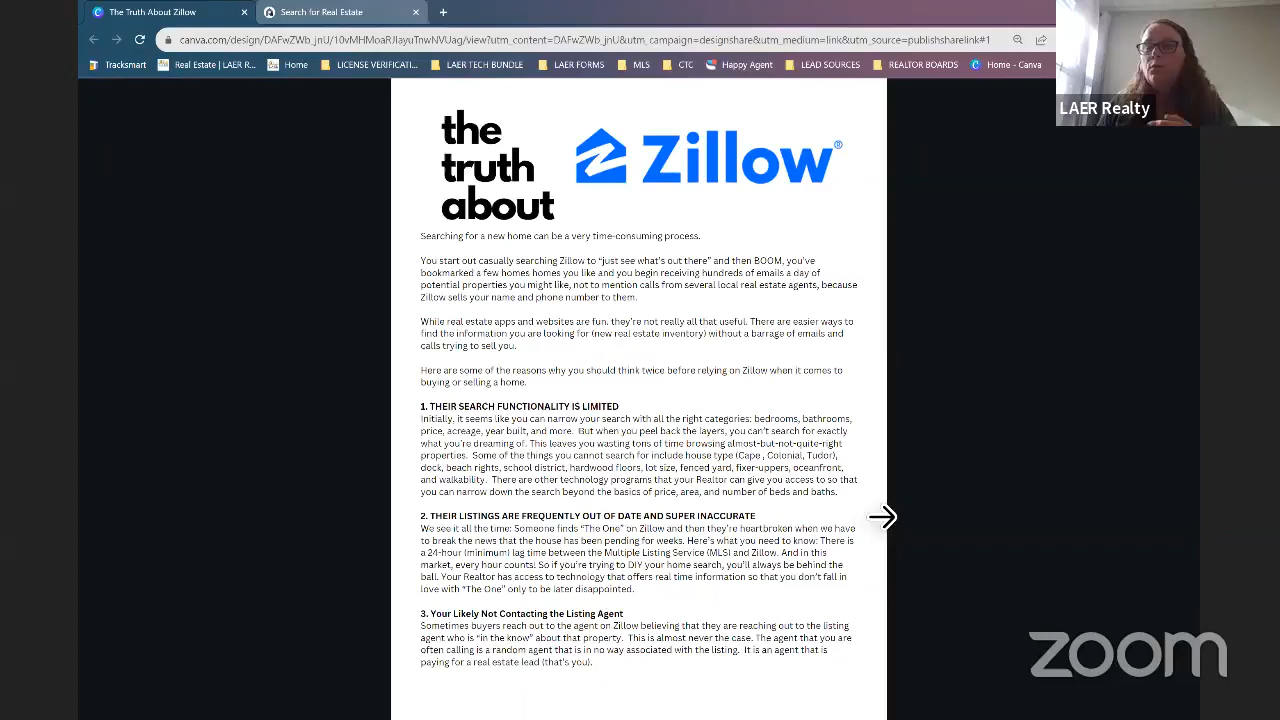 The Truth About Zillow
Search for Real Estate
canva.com/design/DAFwZWb_jnU/10vMHMoaRJIayuTnwNVUag/view?utm_content=DAFwZWb_jnU&utm_campaign=designshare&utm_medium=link&utm_source=publishsharelink#1
Tracksmart
Real Estate | LAER R...
Home
LICENSE VERIFICATI...
LAER TECH BUNDLE
LAER FORMS
MLS
CTC
Happy Agent
LEAD SOURCES
REALTOR BOARDS
Home - Canva
LAER Realty
the
truth
about
Zillow®
Searching for a new home can be a very time-consuming process.
You start out casually searching Zillow to “just see what’s out there” and then BOOM, you’ve
bookmarked a few homes homes you like and you begin receiving hundreds of emails a day of
potential properties you might like, not to mention calls from several local real estate agents, because
Zillow sells your name and phone number to them.
While real estate apps and websites are fun. they’re not really all that useful. There are easier ways to
find the information you are looking for (new real estate inventory) without a barrage of emails and
calls trying to sell you.
Here are some of the reasons why you should think twice before relying on Zillow when it comes to
buying or selling a home.
1. THEIR SEARCH FUNCTIONALITY IS LIMITED
Initially, it seems like you can narrow your search with all the right categories: bedrooms, bathrooms,
price, acreage, year built, and more. But when you peel back the layers, you can’t search for exactly
what you’re dreaming of. This leaves you wasting tons of time browsing almost-but-not-quite-right
properties. Some of the things you cannot search for include house type (Cape , Colonial, Tudor),
dock, beach rights, school district, hardwood floors, lot size, fenced yard, fixer-uppers, oceanfront,
and walkability. There are other technology programs that your Realtor can give you access to so that
you can narrow down the search beyond the basics of price, area, and number of beds and baths.
2. THEIR LISTINGS ARE FREQUENTLY OUT OF DATE AND SUPER INACCURATE
We see it all the time: Someone finds “The One” on Zillow and then they’re heartbroken when we have
to break the news that the house has been pending for weeks. Here’s what you need to know: There is
a 24-hour (minimum) lag time between the Multiple Listing Service (MLS) and Zillow. And in this
market, every hour counts! So if you’re trying to DIY your home search, you’ll always be behind the
ball. Your Realtor has access to technology that offers real time information so that you don’t fall in
love with “The One” only to be later disappointed.
3. Your Likely Not Contacting the Listing Agent
Sometimes buyers reach out to the agent on Zillow believing that they are reaching out to the listing
agent who is “in the know” about that property. This is almost never the case. The agent that you are
often calling is a random agent that is in no way associated with the listing. It is an agent that is
paying for a real estate lead (that’s you).
zoom